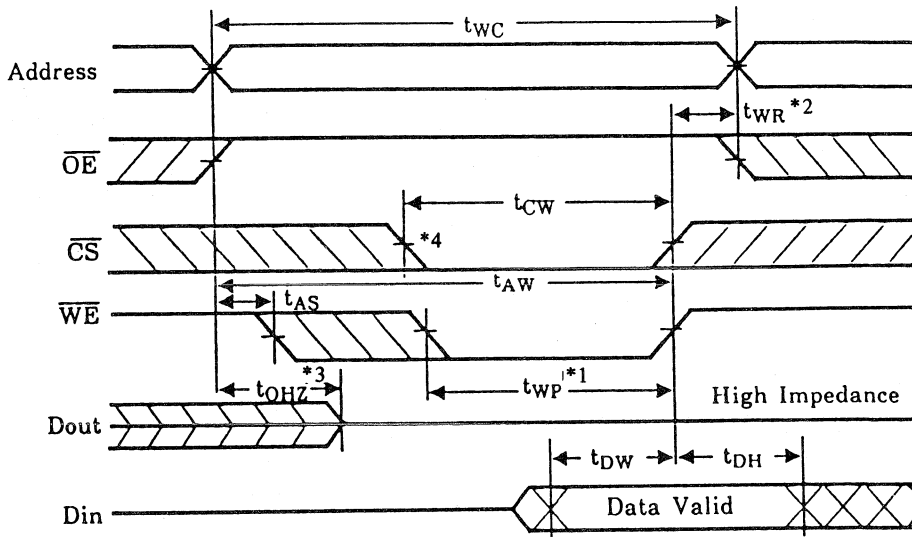 tWC
Address
tWR *2
OE
tCW
CS
*4
tAW
tAS
WE
tOHZ *3
tWP *1
High Impedance
Dout
tDW
tDH
Din
Data Valid